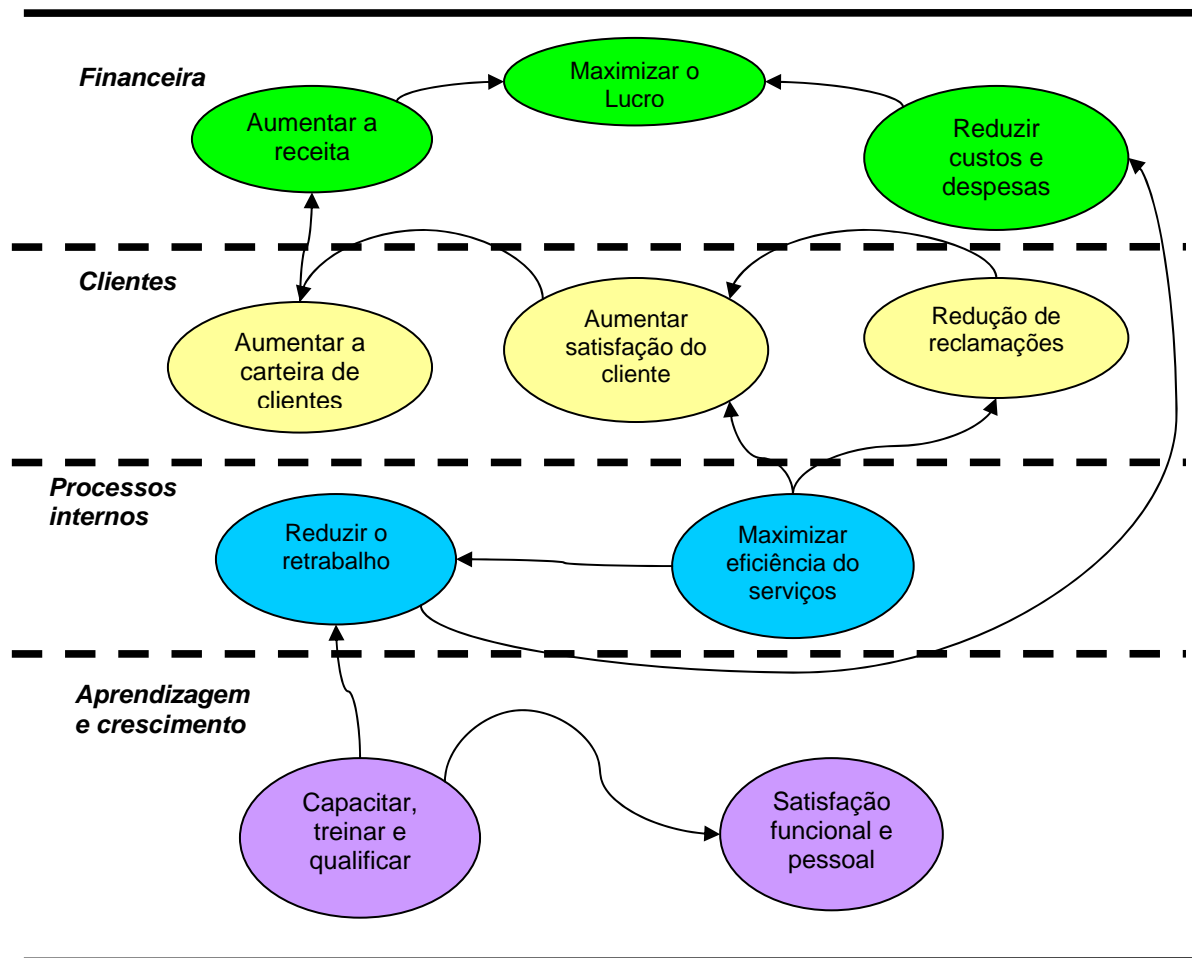 Financeira
Maximizar o
Lucro
Aumentar a
receita
Reduzir
custos e
despesas
Clientes
Aumentar a
carteira de
clientes
Aumentar
satisfação do
cliente
Redução de
reclamações
Processos
internos
Reduzir o
retrabalho
Maximizar
eficiência do
serviços
Aprendizagem
e crescimento
Capacitar,
treinar e
qualificar
Satisfação
funcional e
pessoal